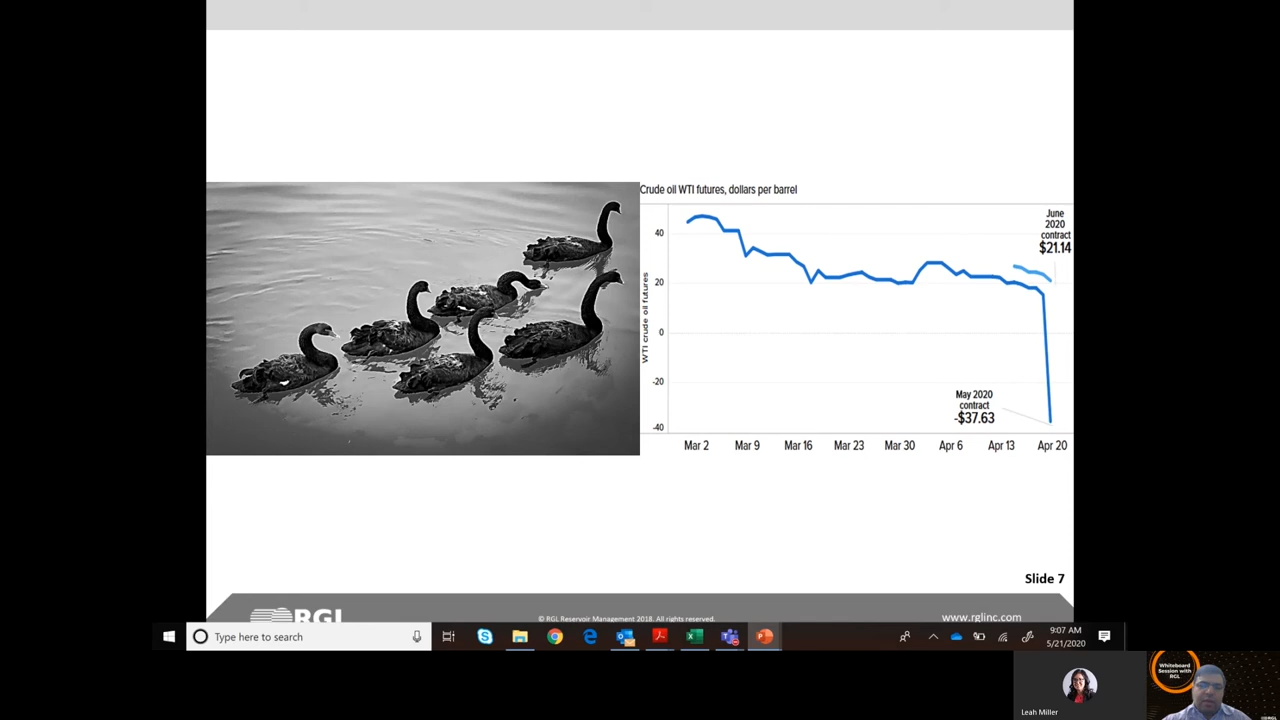 Crude oil WTI futures, dollars per barrel
June
2020
contract
$21.14
40
20
0
-20
-40
WTI crude oil futures
May 2020
contract
-$37.63
Mar 2
Mar 9
Mar 16
Mar 23
Mar 30
Apr 6
Apr 13
Apr 20
Slide 7
RGL
© RGL Reservoir Management 2018. All rights reserved.
www.rglinc.com
Type here to search
9:07 AM
5/21/2020
Whiteboard
Session with
RGL
Leah Miller